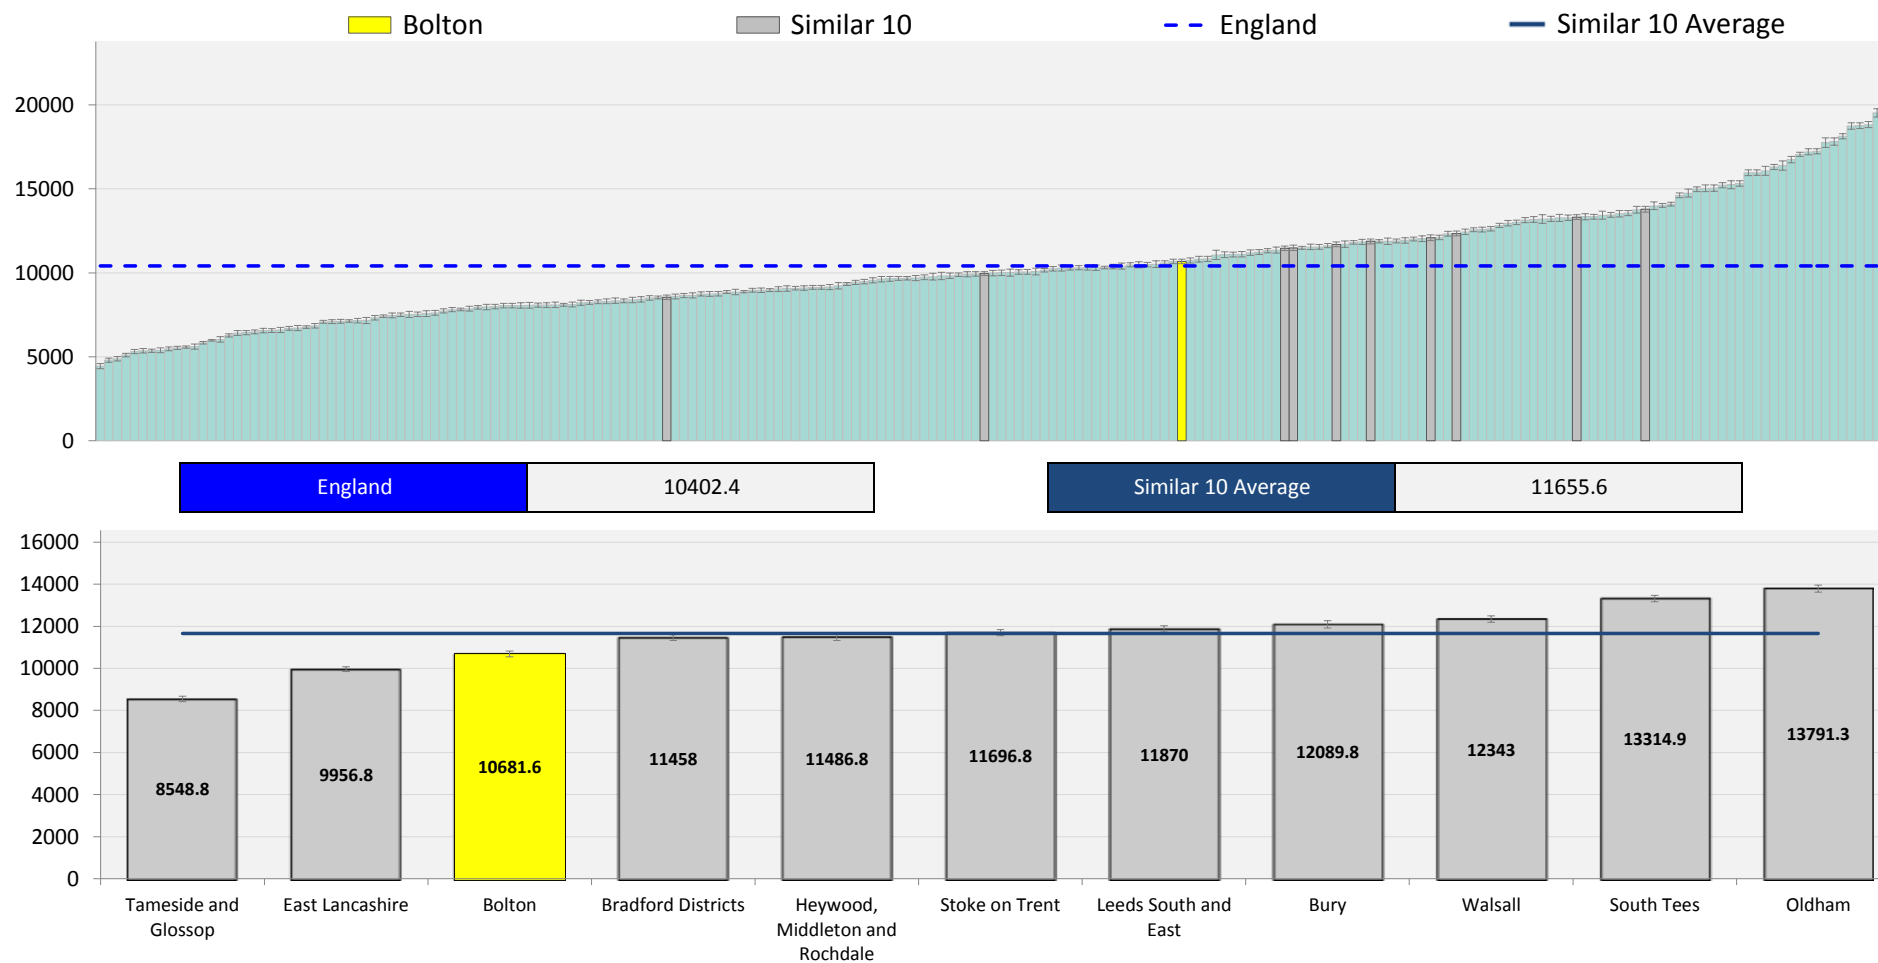 Bolton
Similar 10
England
Similar 10 Average
20000
15000
10000
5000
0
England
10402.4
Similar 10 Average
11655.6
16000
14000
12000
10000
8000
6000
4000
2000
0
8548.8
9956.8
10681.6
11458
11486.8
11696.8
11870
12089.8
12343
13314.9
13791.3
Tameside and
Glossop
East Lancashire
Bolton
Bradford Districts
Heywood,
Middleton and
Rochdale
Stoke on Trent
Leeds South and
East
Bury
Walsall
South Tees
Oldham